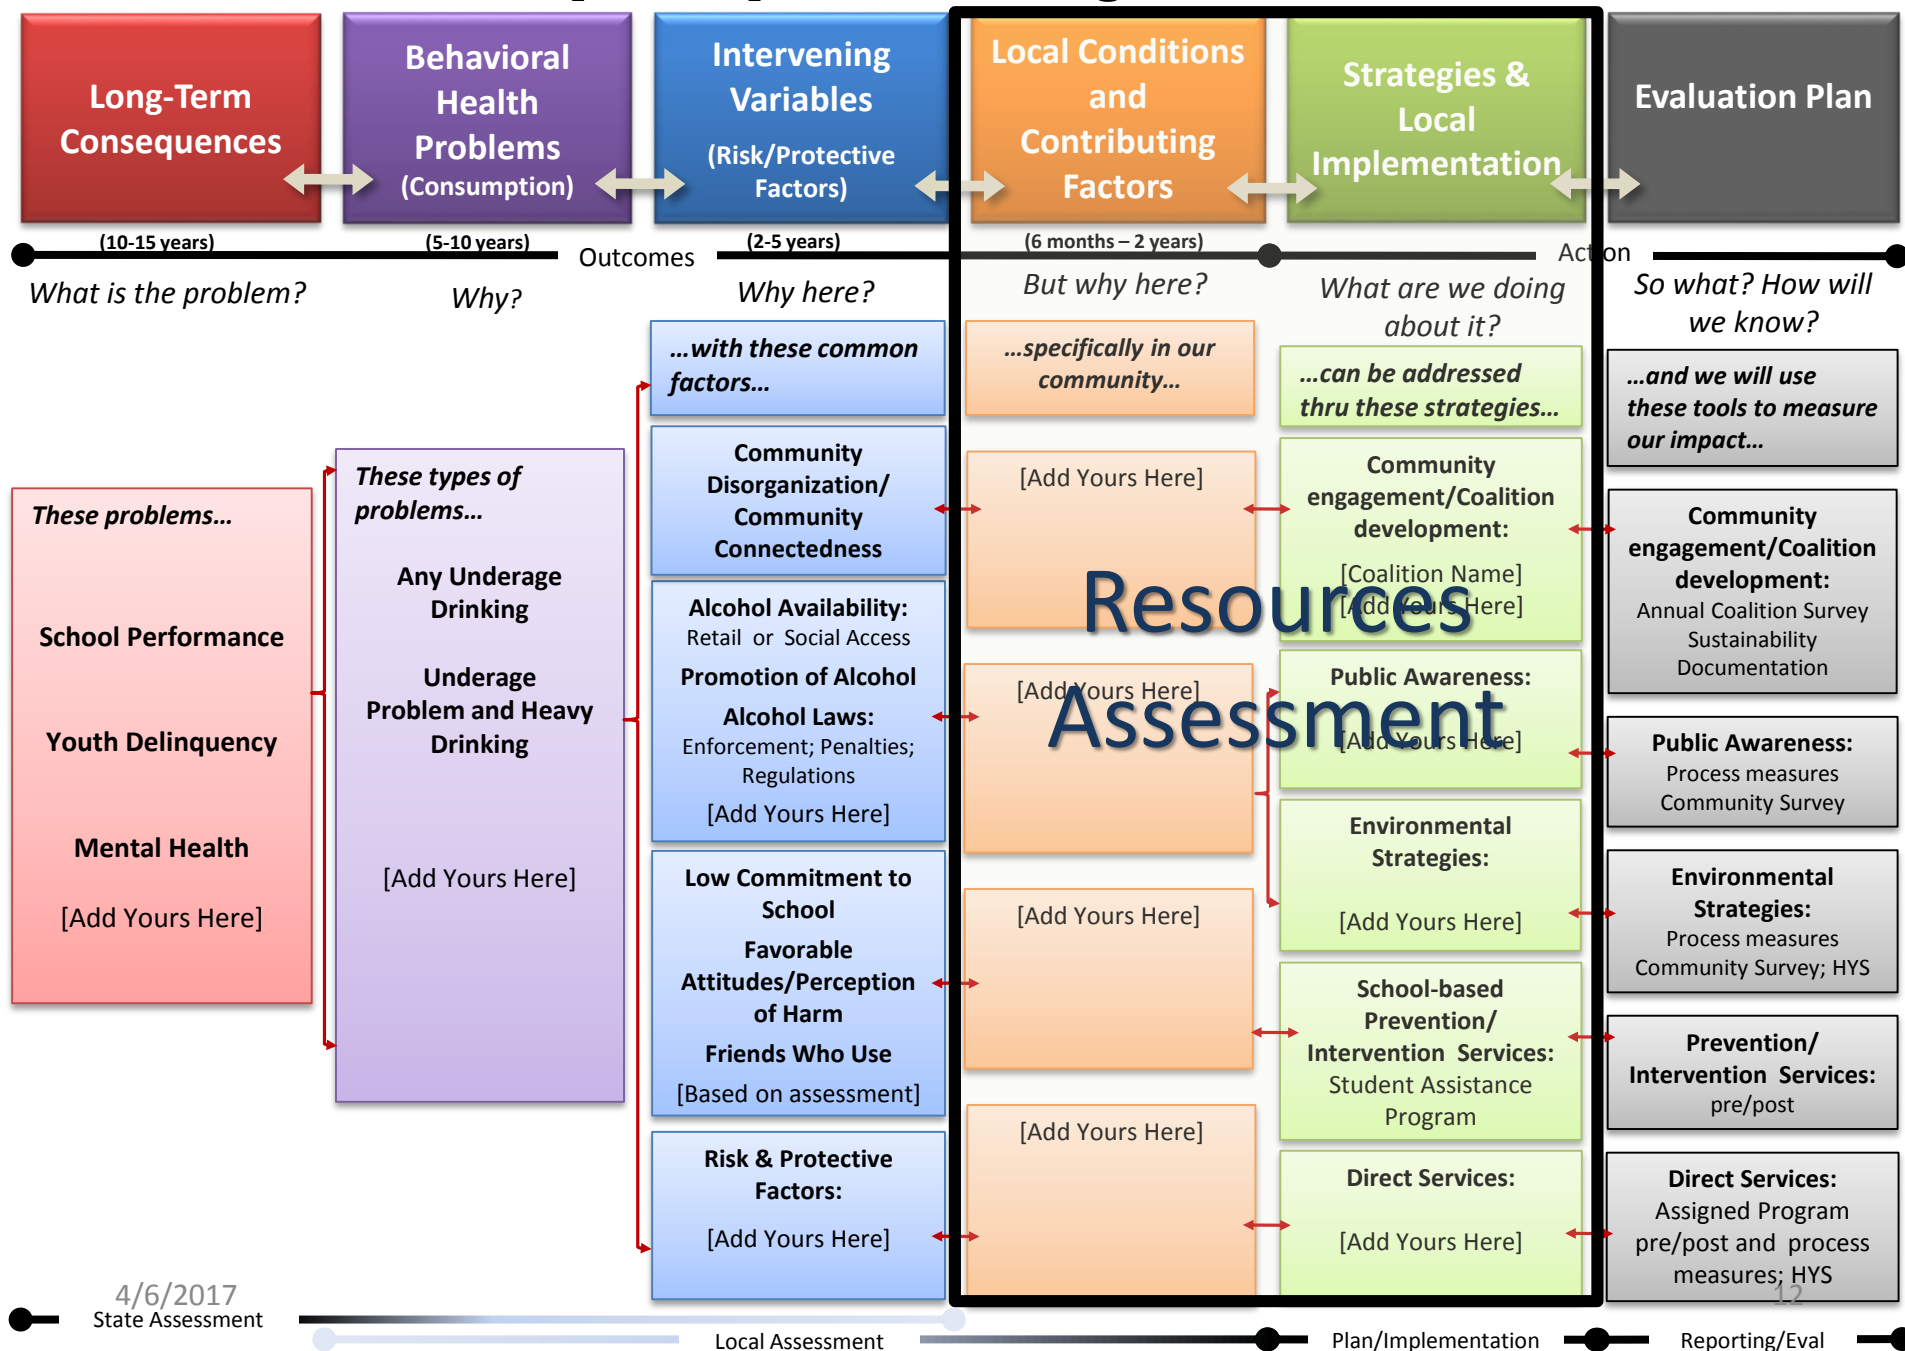 Long-Term
Consequences
Behavioral
Health
Problems
(Consumption)
Intervening
Variables
(Risk/Protective
Factors)
Local Conditions
and
Contributing
Factors
Strategies &
Local
Implementation
Evaluation Plan
(10-15 years)
(5-10 years)
(2-5 years)
(6 months – 2 years)
Outcomes
Action
What is the problem?
Why?
Why here?
But why here?
What are we doing
about it?
So what? How will
we know?
These problems...
School Performance
Youth Delinquency
Mental Health
[Add Yours Here]
These types of
problems...
Any Underage
Drinking
Underage
Problem and Heavy
Drinking
[Add Yours Here]
...with these common
factors...
Community
Disorganization/
Community
Connectedness
Alcohol Availability:
Retail or Social Access
Promotion of Alcohol
Alcohol Laws:
Enforcement; Penalties;
Regulations
[Add Yours Here]
Low Commitment to
School
Favorable
Attitudes/Perception
of Harm
Friends Who Use
[Based on assessment]
Risk & Protective
Factors:
[Add Yours Here]
...specifically in our
community...
[Add Yours Here]
[Add Yours Here]
[Add Yours Here]
[Add Yours Here]
Resources
Assessment
...can be addressed
thru these strategies...
Community
engagement/Coalition
development:
[Coalition Name]
[Add Yours Here]
Public Awareness:
[Add Yours Here]
Environmental
Strategies:
[Add Yours Here]
School-based
Prevention/
Intervention Services:
Student Assistance
Program
Direct Services:
[Add Yours Here]
...and we will use
these tools to measure
our impact...
Community
engagement/Coalition
development:
Annual Coalition Survey
Sustainability
Documentation
Public Awareness:
Process measures
Community Survey
Environmental
Strategies:
Process measures
Community Survey; HYS
Prevention/
Intervention Services:
pre/post
Direct Services:
Assigned Program
pre/post and process
measures; HYS
4/6/2017
12
State Assessment
Local Assessment
Plan/Implementation
Reporting/Eval